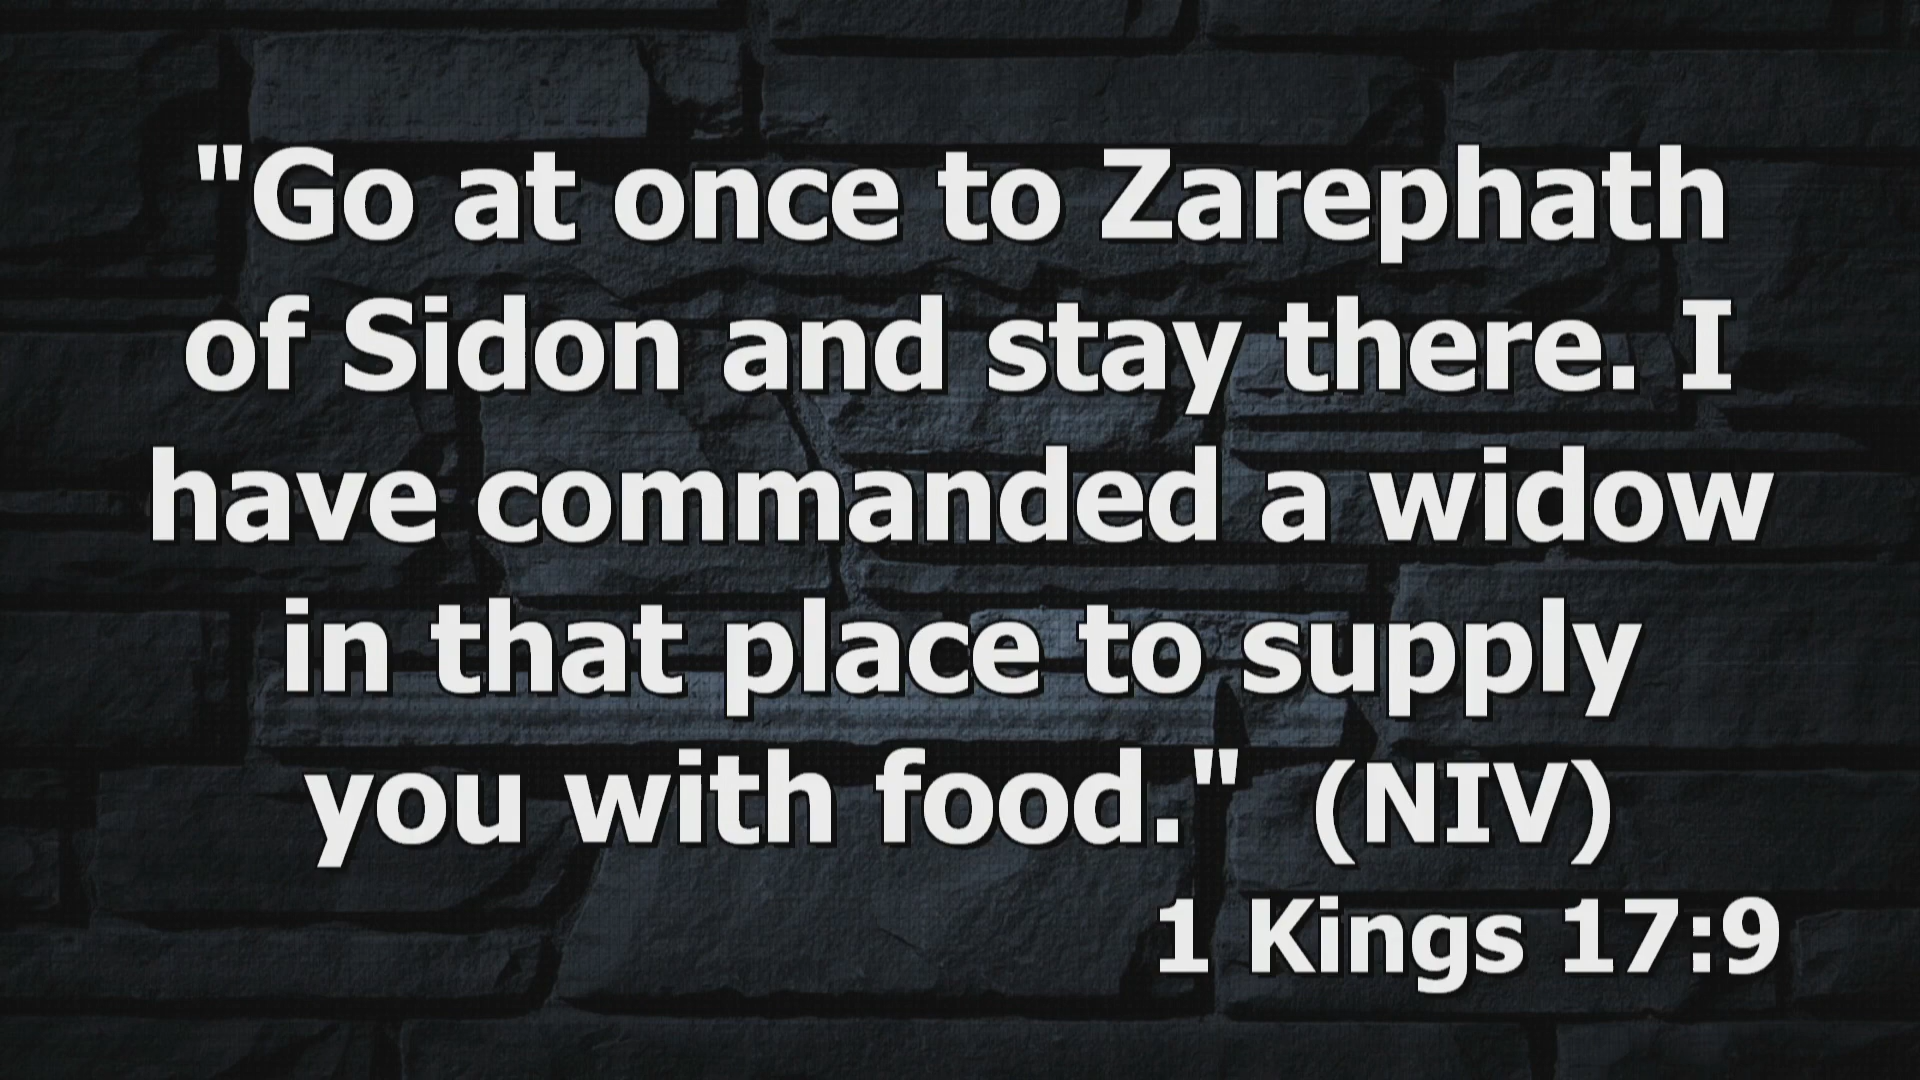 "Go at once to Zarephath
of Sidon and stay there. I
have commanded a widow
in that place to supply
you with food."  (NIV)
1 Kings 17:9